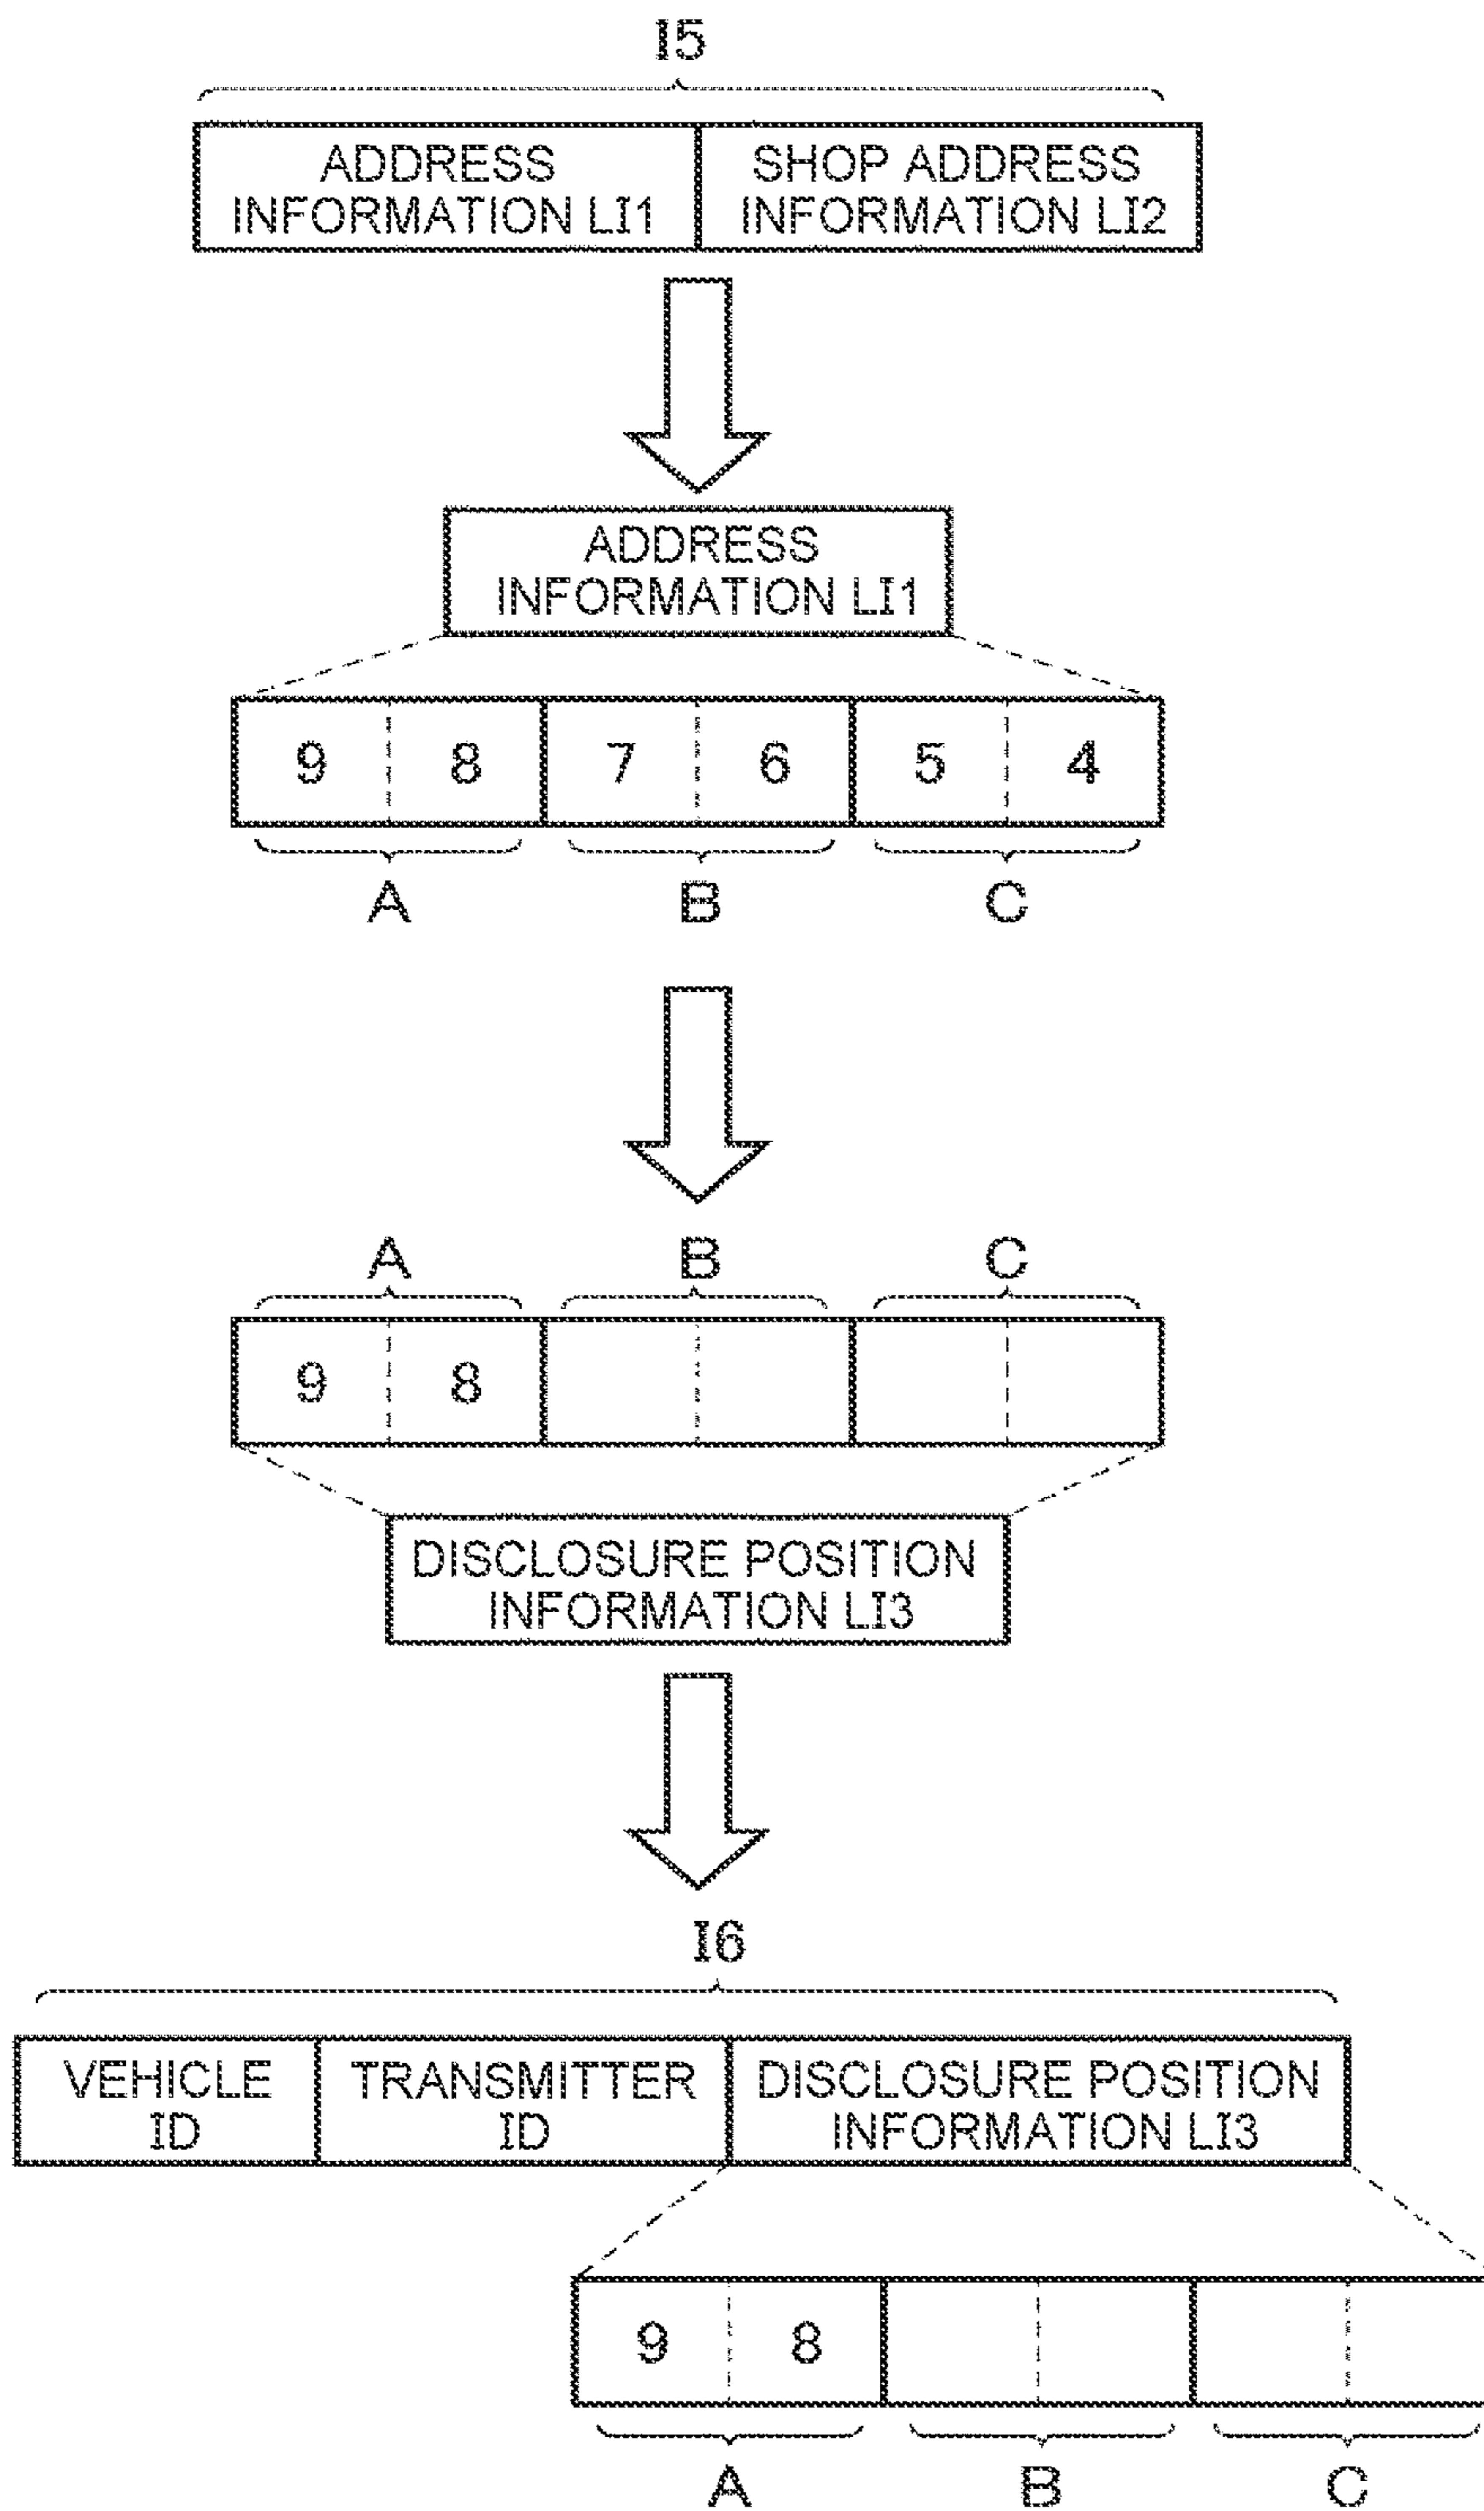 I5
ADDRESS
INFORMATION LI1
SHOP ADDRESS
INFORMATION LI2
ADDRESS
INFORMATION LI1
9 8 7 6 5 4
A B C
A B C
9 8
DISCLOSURE POSITION
INFORMATION LI3
I6
VEHICLE
ID
TRANSMITTER
ID
DISCLOSURE POSITION
INFORMATION LI3
9 8
A B C